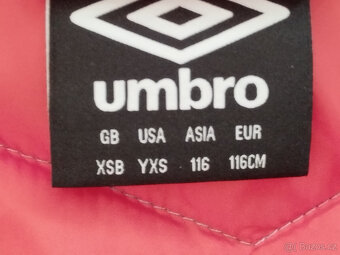 umbro
GB USA ASIA EUR
XSB YXS 116 116CM